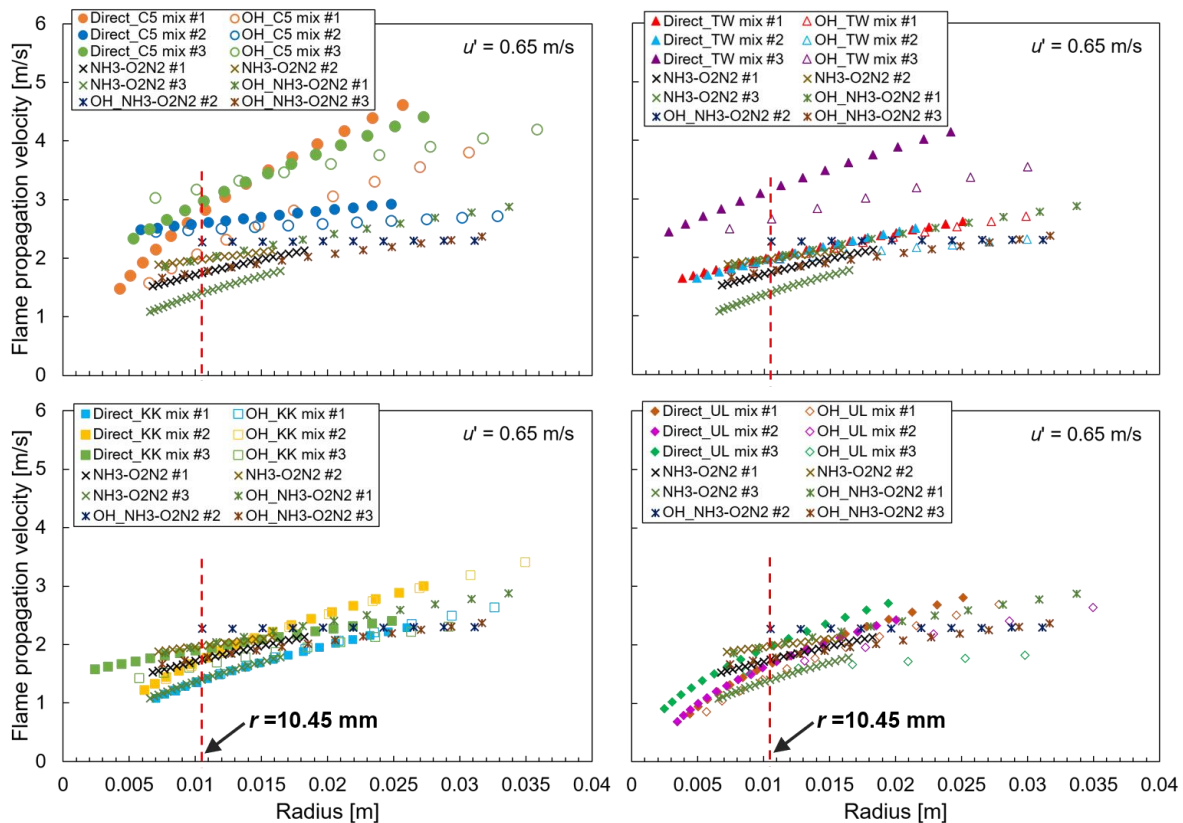 Flame propagation velocity [m/s]
6
5
4
3
2
1
0
Direct_C5 mix #1 OH_C5 mix #1
Direct_C5 mix #2 OH_C5 mix #2
Direct_C5 mix #3 OH_C5 mix #3
NH3-O2N2 #1 NH3-O2N2 #2
NH3-O2N2 #3 OH_NH3-O2N2 #1
OH_NH3-O2N2 #2 OH_NH3-O2N2 #3
u' = 0.65 m/s
Direct_TW mix #1 OH_TW mix #1
Direct_TW mix #2 OH_TW mix #2
Direct_TW mix #3 OH_TW mix #3
NH3-O2N2 #1 NH3-O2N2 #2
NH3-O2N2 #3 OH_NH3-O2N2 #1
OH_NH3-O2N2 #2 OH_NH3-O2N2 #3
u' = 0.65 m/s
Flame propagation velocity [m/s]
6
5
4
3
2
1
0
Direct_KK mix #1 OH_KK mix #1
Direct_KK mix #2 OH_KK mix #2
Direct_KK mix #3 OH_KK mix #3
NH3-O2N2 #1 NH3-O2N2 #2
NH3-O2N2 #3 OH_NH3-O2N2 #1
OH_NH3-O2N2 #2 OH_NH3-O2N2 #3
u' = 0.65 m/s
r =10.45 mm
0 0.005 0.01 0.015 0.02 0.025 0.03 0.035 0.04
Radius [m]
Direct_UL mix #1 OH_UL mix #1
Direct_UL mix #2 OH_UL mix #2
Direct_UL mix #3 OH_UL mix #3
NH3-O2N2 #1 NH3-O2N2 #2
NH3-O2N2 #3 OH_NH3-O2N2 #1
OH_NH3-O2N2 #2 OH_NH3-O2N2 #3
u' = 0.65 m/s
r =10.45 mm
0 0.005 0.01 0.015 0.02 0.025 0.03 0.035 0.04
Radius [m]